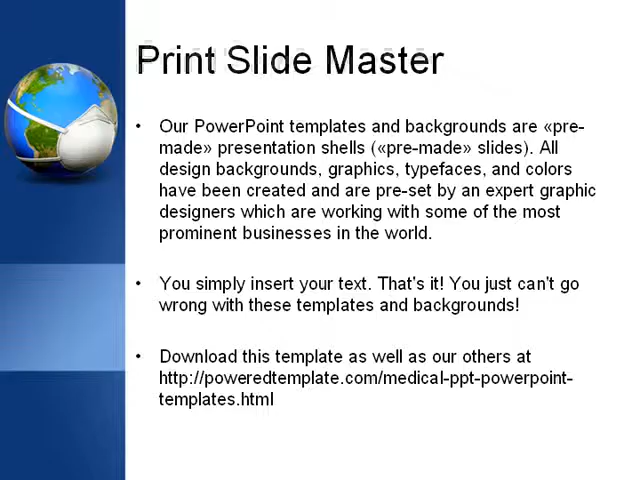 Print Slide Master
• Our PowerPoint templates and backgrounds are «pre-
made» presentation shells («pre-made» slides). All
design backgrounds, graphics, typefaces, and colors
have been created and are pre-set by an expert graphic
designers which are working with some of the most
prominent businesses in the world.
• You simply insert your text. That's it! You just can't go
wrong with these templates and backgrounds!
• Download this template as well as our others at
http://poweredtemplate.com/medical-ppt-powerpoint-
templates.html